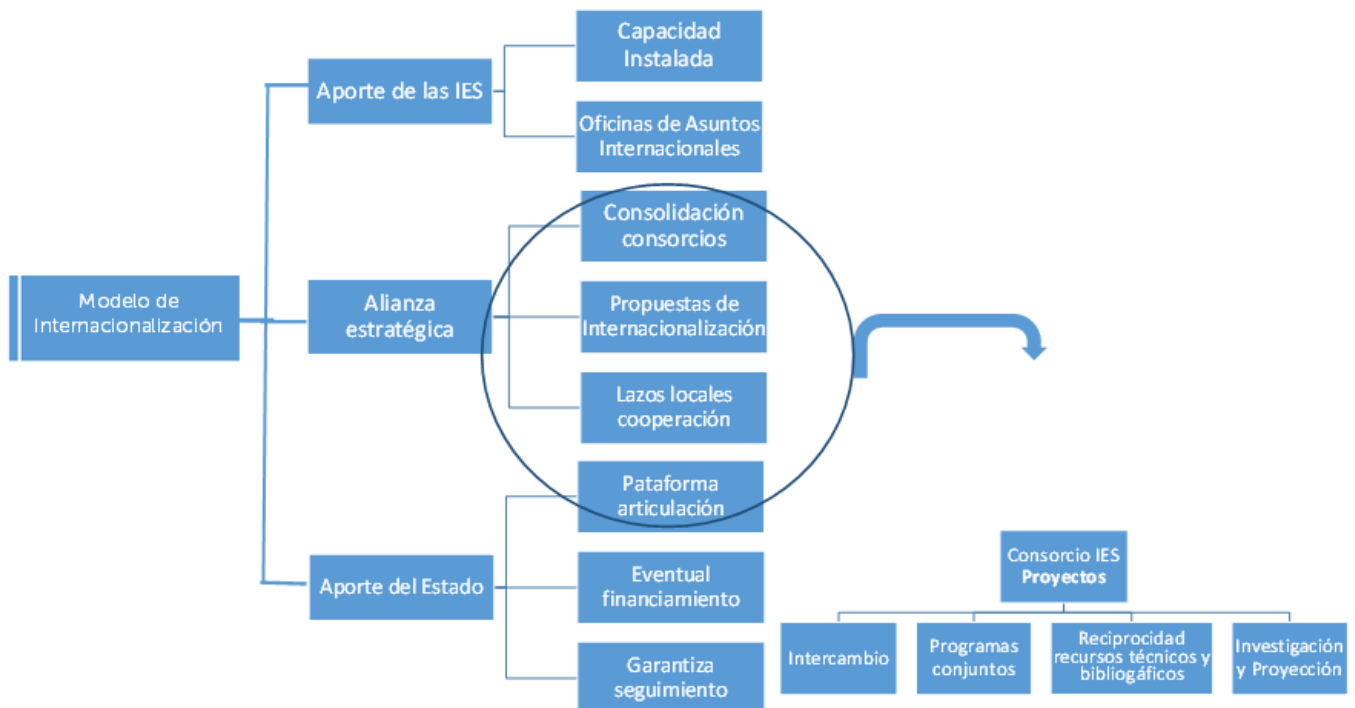 Modelo de
Internacionalización
Aporte de las IES
Capacidad
Instalada
Oficinas de Asuntos
Internacionales
Alianza
estratégica
Consolidación
consorcios
Propuestas de
Internacionalización
Lazos locales
cooperación
Aporte del Estado
Pataforma
articulación
Eventual
financiamiento
Garantiza
seguimiento
Consorcio IES
Proyectos
Intercambio
Programas
conjuntos
Reciprocidad
recursos técnicos y
bibliogáficos
Investigación
y Proyección